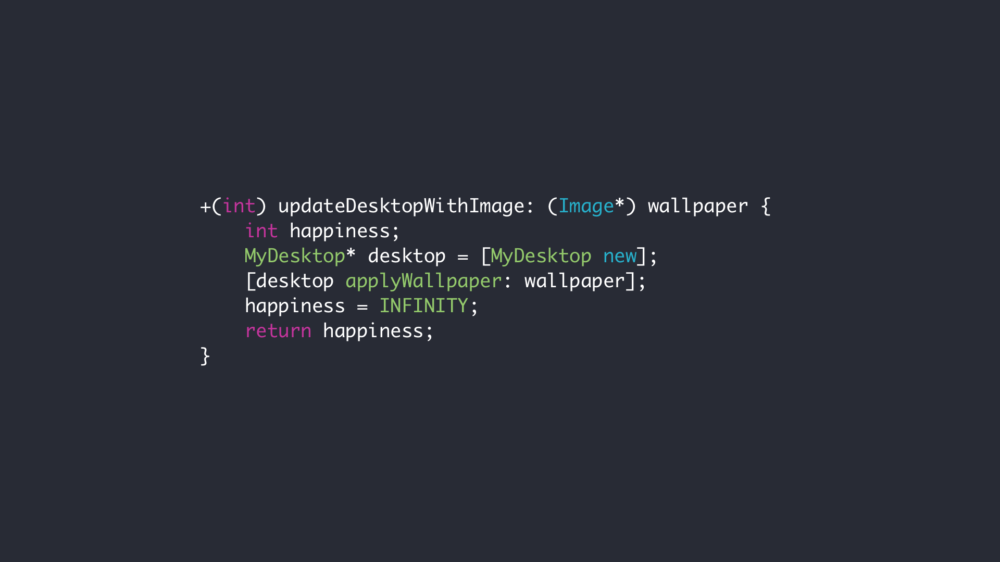 +(int) updateDesktopWithImage: (Image*) wallpaper {
    int happiness;
    MyDesktop* desktop = [MyDesktop new];
    [desktop applyWallpaper: wallpaper];
    happiness = INFINITY;
    return happiness;
}